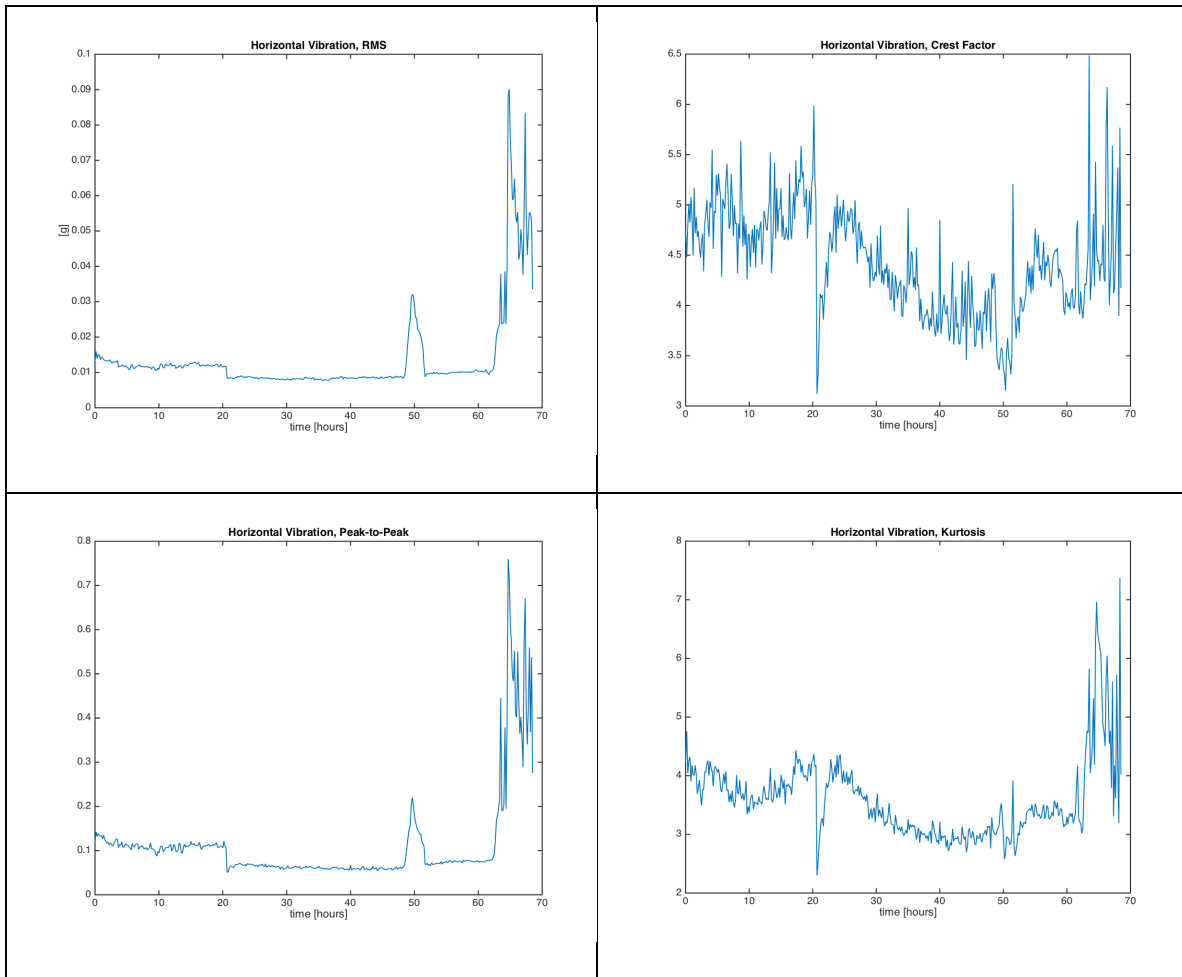 Horizontal Vibration, RMS
0.1
0.09
0.08
0.07
0.06
0.05
0.04
0.03
0.02
0.01
0
[g]
0 10 20 30 40 50 60 70
time [hours]
Horizontal Vibration, Crest Factor
6.5
6
5.5
5
4.5
4
3.5
3
0 10 20 30 40 50 60 70
time [hours]
Horizontal Vibration, Peak-to-Peak
0.8
0.7
0.6
0.5
0.4
0.3
0.2
0.1
0
0 10 20 30 40 50 60 70
time [hours]
Horizontal Vibration, Kurtosis
8
7
6
5
4
3
2
0 10 20 30 40 50 60 70
time [hours]